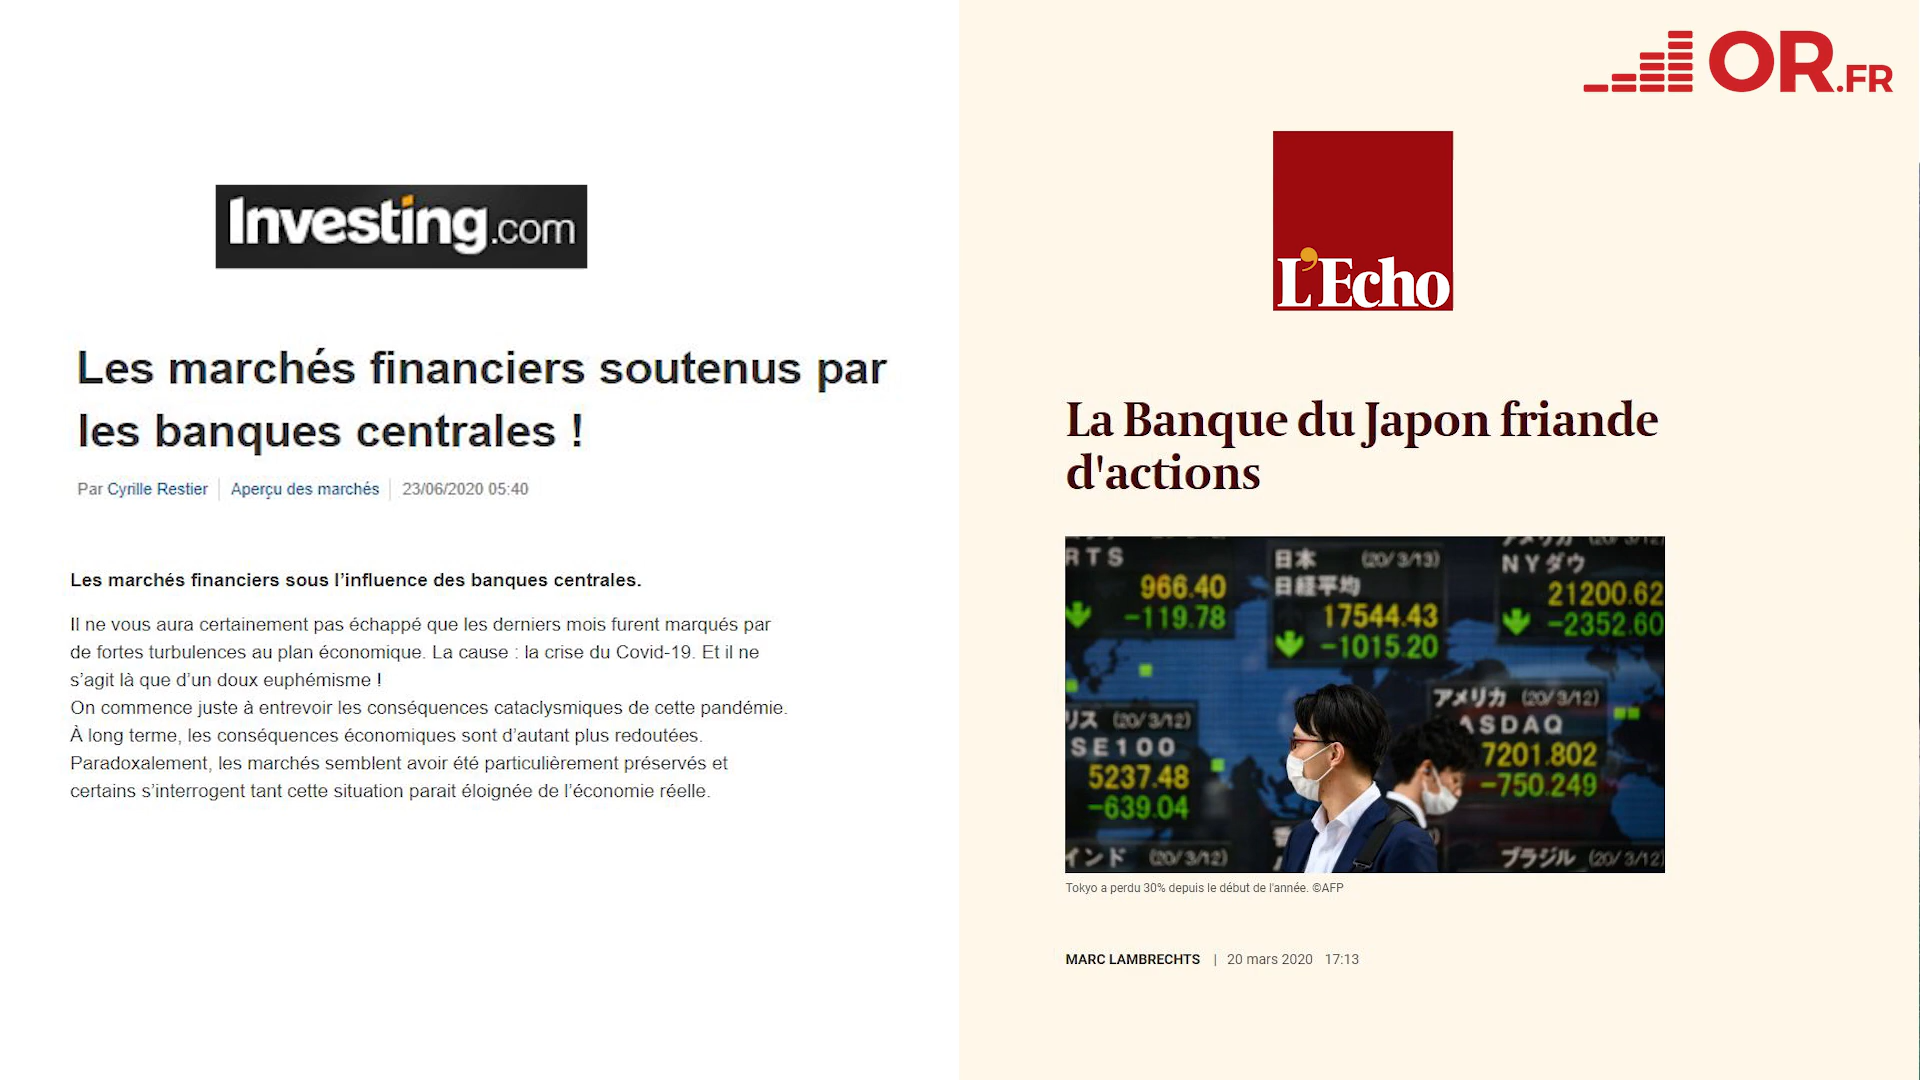 OR.FR
Investing.com
Les marchés financiers soutenus par
les banques centrales !
Par Cyrille Restier | Aperçu des marchés | 23/06/2020 05:40
Les marchés financiers sous l’influence des banques centrales.
Il ne vous aura certainement pas échappé que les derniers mois furent marqués par
de fortes turbulences au plan économique. La cause : la crise du Covid-19. Et il ne
s’agit là que d’un doux euphémisme !
On commence juste à entrevoir les conséquences cataclysmiques de cette pandémie.
À long terme, les conséquences économiques sont d’autant plus redoutées.
Paradoxalement, les marchés semblent avoir été particulièrement préservés et
certains s’interrogent tant cette situation parait éloignée de l’économie réelle.
L'Echo
La Banque du Japon friande
d'actions
RTS
966.40
-119.78
日本 (20/3/13)
日経平均
17544.43
-1015.20
NYダウ
21200.62
-2352.60
リス (20/3/12)
SE100
5237.48
-639.04
アメリカ (20/3/12)
ASDAQ
7201.802
-750.249
インド (20/3/12)
ブラジル (20/3/12)
Tokyo a perdu 30% depuis le début de l'année. ©AFP
MARC LAMBRECHTS | 20 mars 2020 17:13